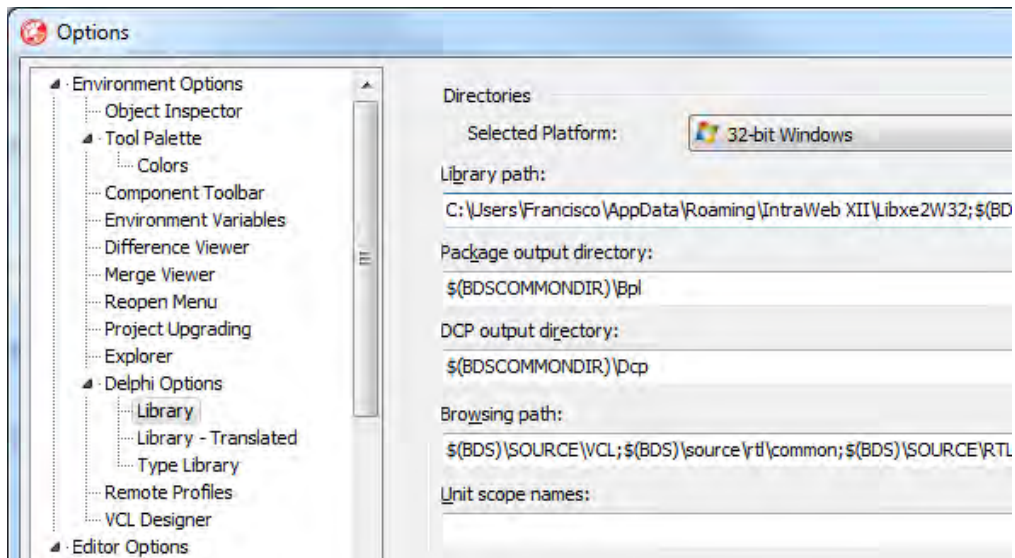 Options
Environment Options
Object Inspector
Tool Palette
Colors
Component Toolbar
Environment Variables
Difference Viewer
Merge Viewer
Reopen Menu
Project Upgrading
Explorer
Delphi Options
Library
Library - Translated
Type Library
Remote Profiles
VCL Designer
Editor Options
Directories
Selected Platform: 32-bit Windows
Library path:
C:\Users\Francisco\AppData\Roaming\IntraWeb XII\Libxe2W32;$(BD
Package output directory:
$(BDSCOMMONDIR)\Bpl
DCP output directory:
$(BDSCOMMONDIR)\Dcp
Browsing path:
$(BDS)\SOURCE\VCL;$(BDS)\source\rtl\common;$(BDS)\SOURCE\RTL
Unit scope names: